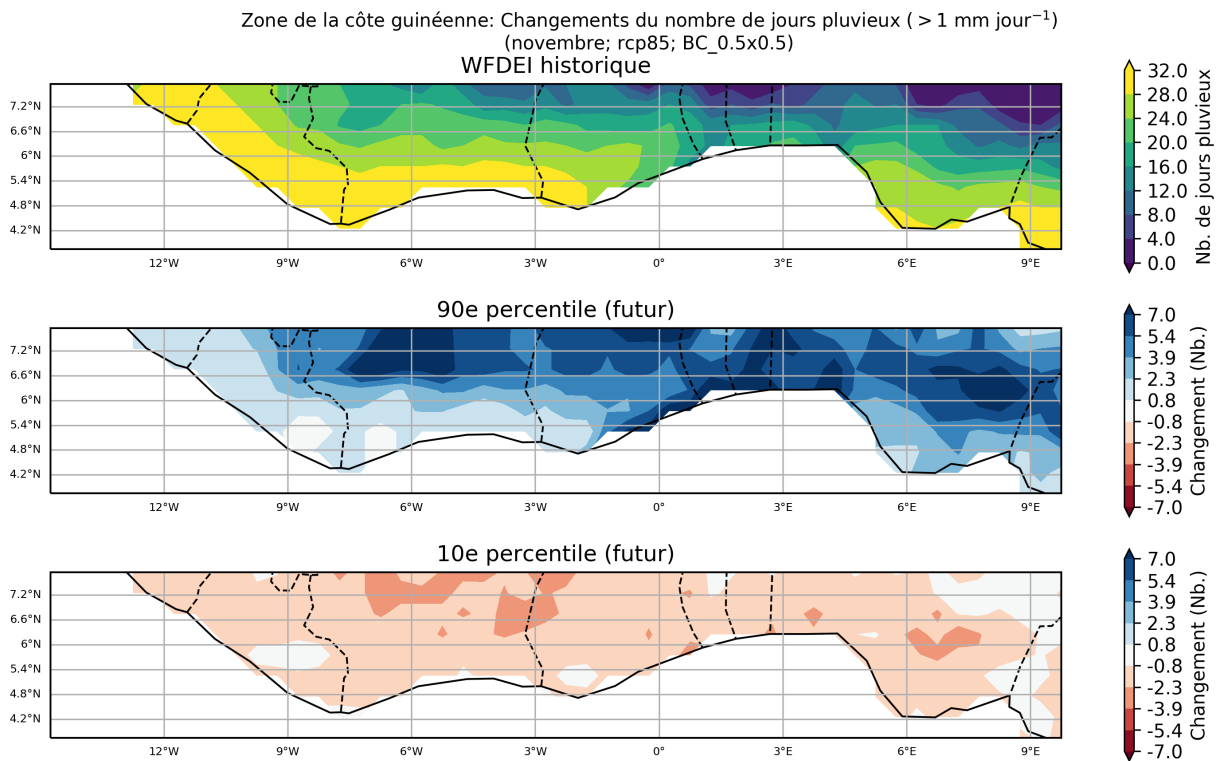 Zone de la côte guinéenne: Changements du nombre de jours pluvieux ( > 1 mm jour⁻¹)
(novembre; rcp85; BC_0.5x0.5)
WFDEI historique
7.2°N
6.6°N
6°N
5.4°N
4.8°N
4.2°N
12°W 9°W 6°W 3°W 0° 3°E 6°E 9°E
32.0
28.0
24.0
20.0
16.0
12.0
8.0
4.0
0.0
Nb. de jours pluvieux
90e percentile (futur)
7.2°N
6.6°N
6°N
5.4°N
4.8°N
4.2°N
12°W 9°W 6°W 3°W 0° 3°E 6°E 9°E
7.0
5.4
3.9
2.3
0.8
-0.8
-2.3
-3.9
-5.4
-7.0
Changement (Nb.)
10e percentile (futur)
7.2°N
6.6°N
6°N
5.4°N
4.8°N
4.2°N
12°W 9°W 6°W 3°W 0° 3°E 6°E 9°E
7.0
5.4
3.9
2.3
0.8
-0.8
-2.3
-3.9
-5.4
-7.0
Changement (Nb.)